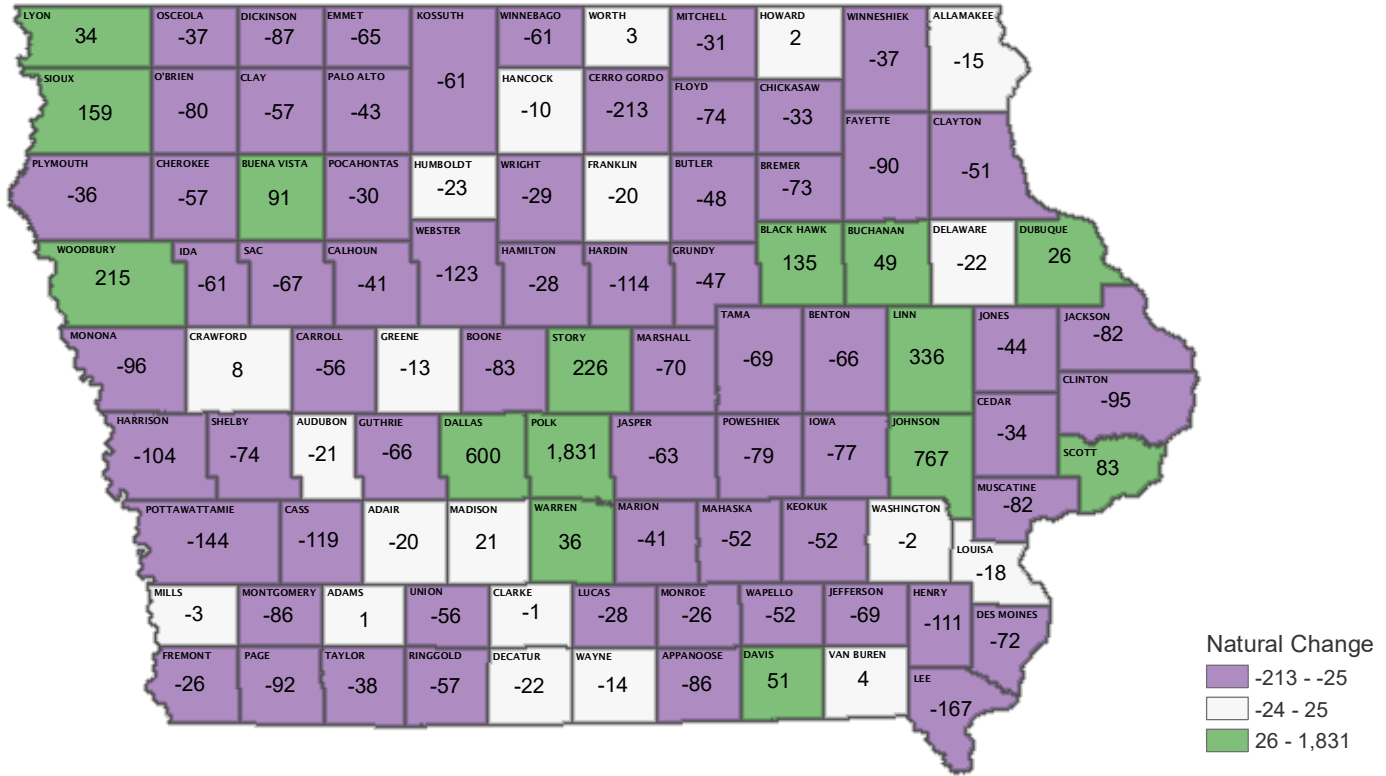 LYON
34
OSCEOLA
-37
DICKINSON
-87
EMMET
-65
KOSSUTH
-61
WINNEBAGO
-61
WORTH
3
MITCHELL
-31
HOWARD
2
WINNESHIEK
-37
ALLAMAKEE
-15
SIOUX
159
O'BRIEN
-80
CLAY
-57
PALO ALTO
-43
HANCOCK
-10
CERRO GORDO
-213
FLOYD
-74
CHICKASAW
-33
FAYETTE
-90
CLAYTON
-51
PLYMOUTH
-36
CHEROKEE
-57
BUENA VISTA
91
POCAHONTAS
-30
HUMBOLDT
-23
WRIGHT
-29
FRANKLIN
-20
BUTLER
-48
BREMER
-73
WOODBURY
215
IDA
-61
SAC
-67
CALHOUN
-41
WEBSTER
-123
HAMILTON
-28
HARDIN
-114
GRUNDY
-47
BLACK HAWK
135
BUCHANAN
49
DELAWARE
-22
DUBUQUE
26
MONONA
-96
CRAWFORD
8
CARROLL
-56
GREENE
-13
BOONE
-83
STORY
226
MARSHALL
-70
TAMA
-69
BENTON
-66
LINN
336
JONES
-44
JACKSON
-82
CLINTON
-95
CEDAR
-34
HARRISON
-104
SHELBY
-74
AUDUBON
-21
GUTHRIE
-66
DALLAS
600
POLK
1,831
JASPER
-63
POWESHIEK
-79
IOWA
-77
JOHNSON
767
SCOTT
83
MUSCATINE
-82
POTTAWATTAMIE
-144
CASS
-119
ADAIR
-20
MADISON
21
WARREN
36
MARION
-41
MAHASKA
-52
KEOKUK
-52
WASHINGTON
-2
LOUISA
-18
MILLS
-3
MONTGOMERY
-86
ADAMS
1
UNION
-56
CLARKE
-1
LUCAS
-28
MONROE
-26
WAPELLO
-52
JEFFERSON
-69
HENRY
-111
DES MOINES
-72
FREMONT
-26
PAGE
-92
TAYLOR
-38
RINGGOLD
-57
DECATUR
-22
WAYNE
-14
APPANOOSE
-86
DAVIS
51
VAN BUREN
4
LEE
-167
Natural Change
-213 - -25
-24 - 25
26 - 1,831